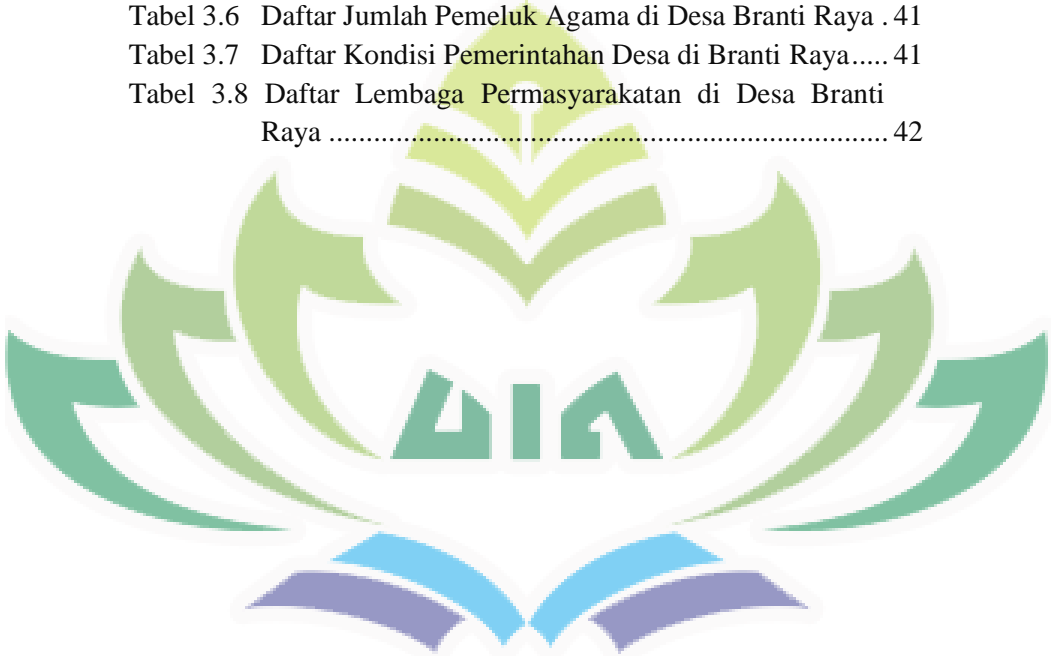 Tabel 3.6 Daftar Jumlah Pemeluk Agama di Desa Branti Raya . 41
Tabel 3.7 Daftar Kondisi Pemerintahan Desa di Branti Raya..... 41
Tabel 3.8 Daftar Lembaga Permasyarakatan di Desa Branti
Raya ........................................................................... 42
UIN